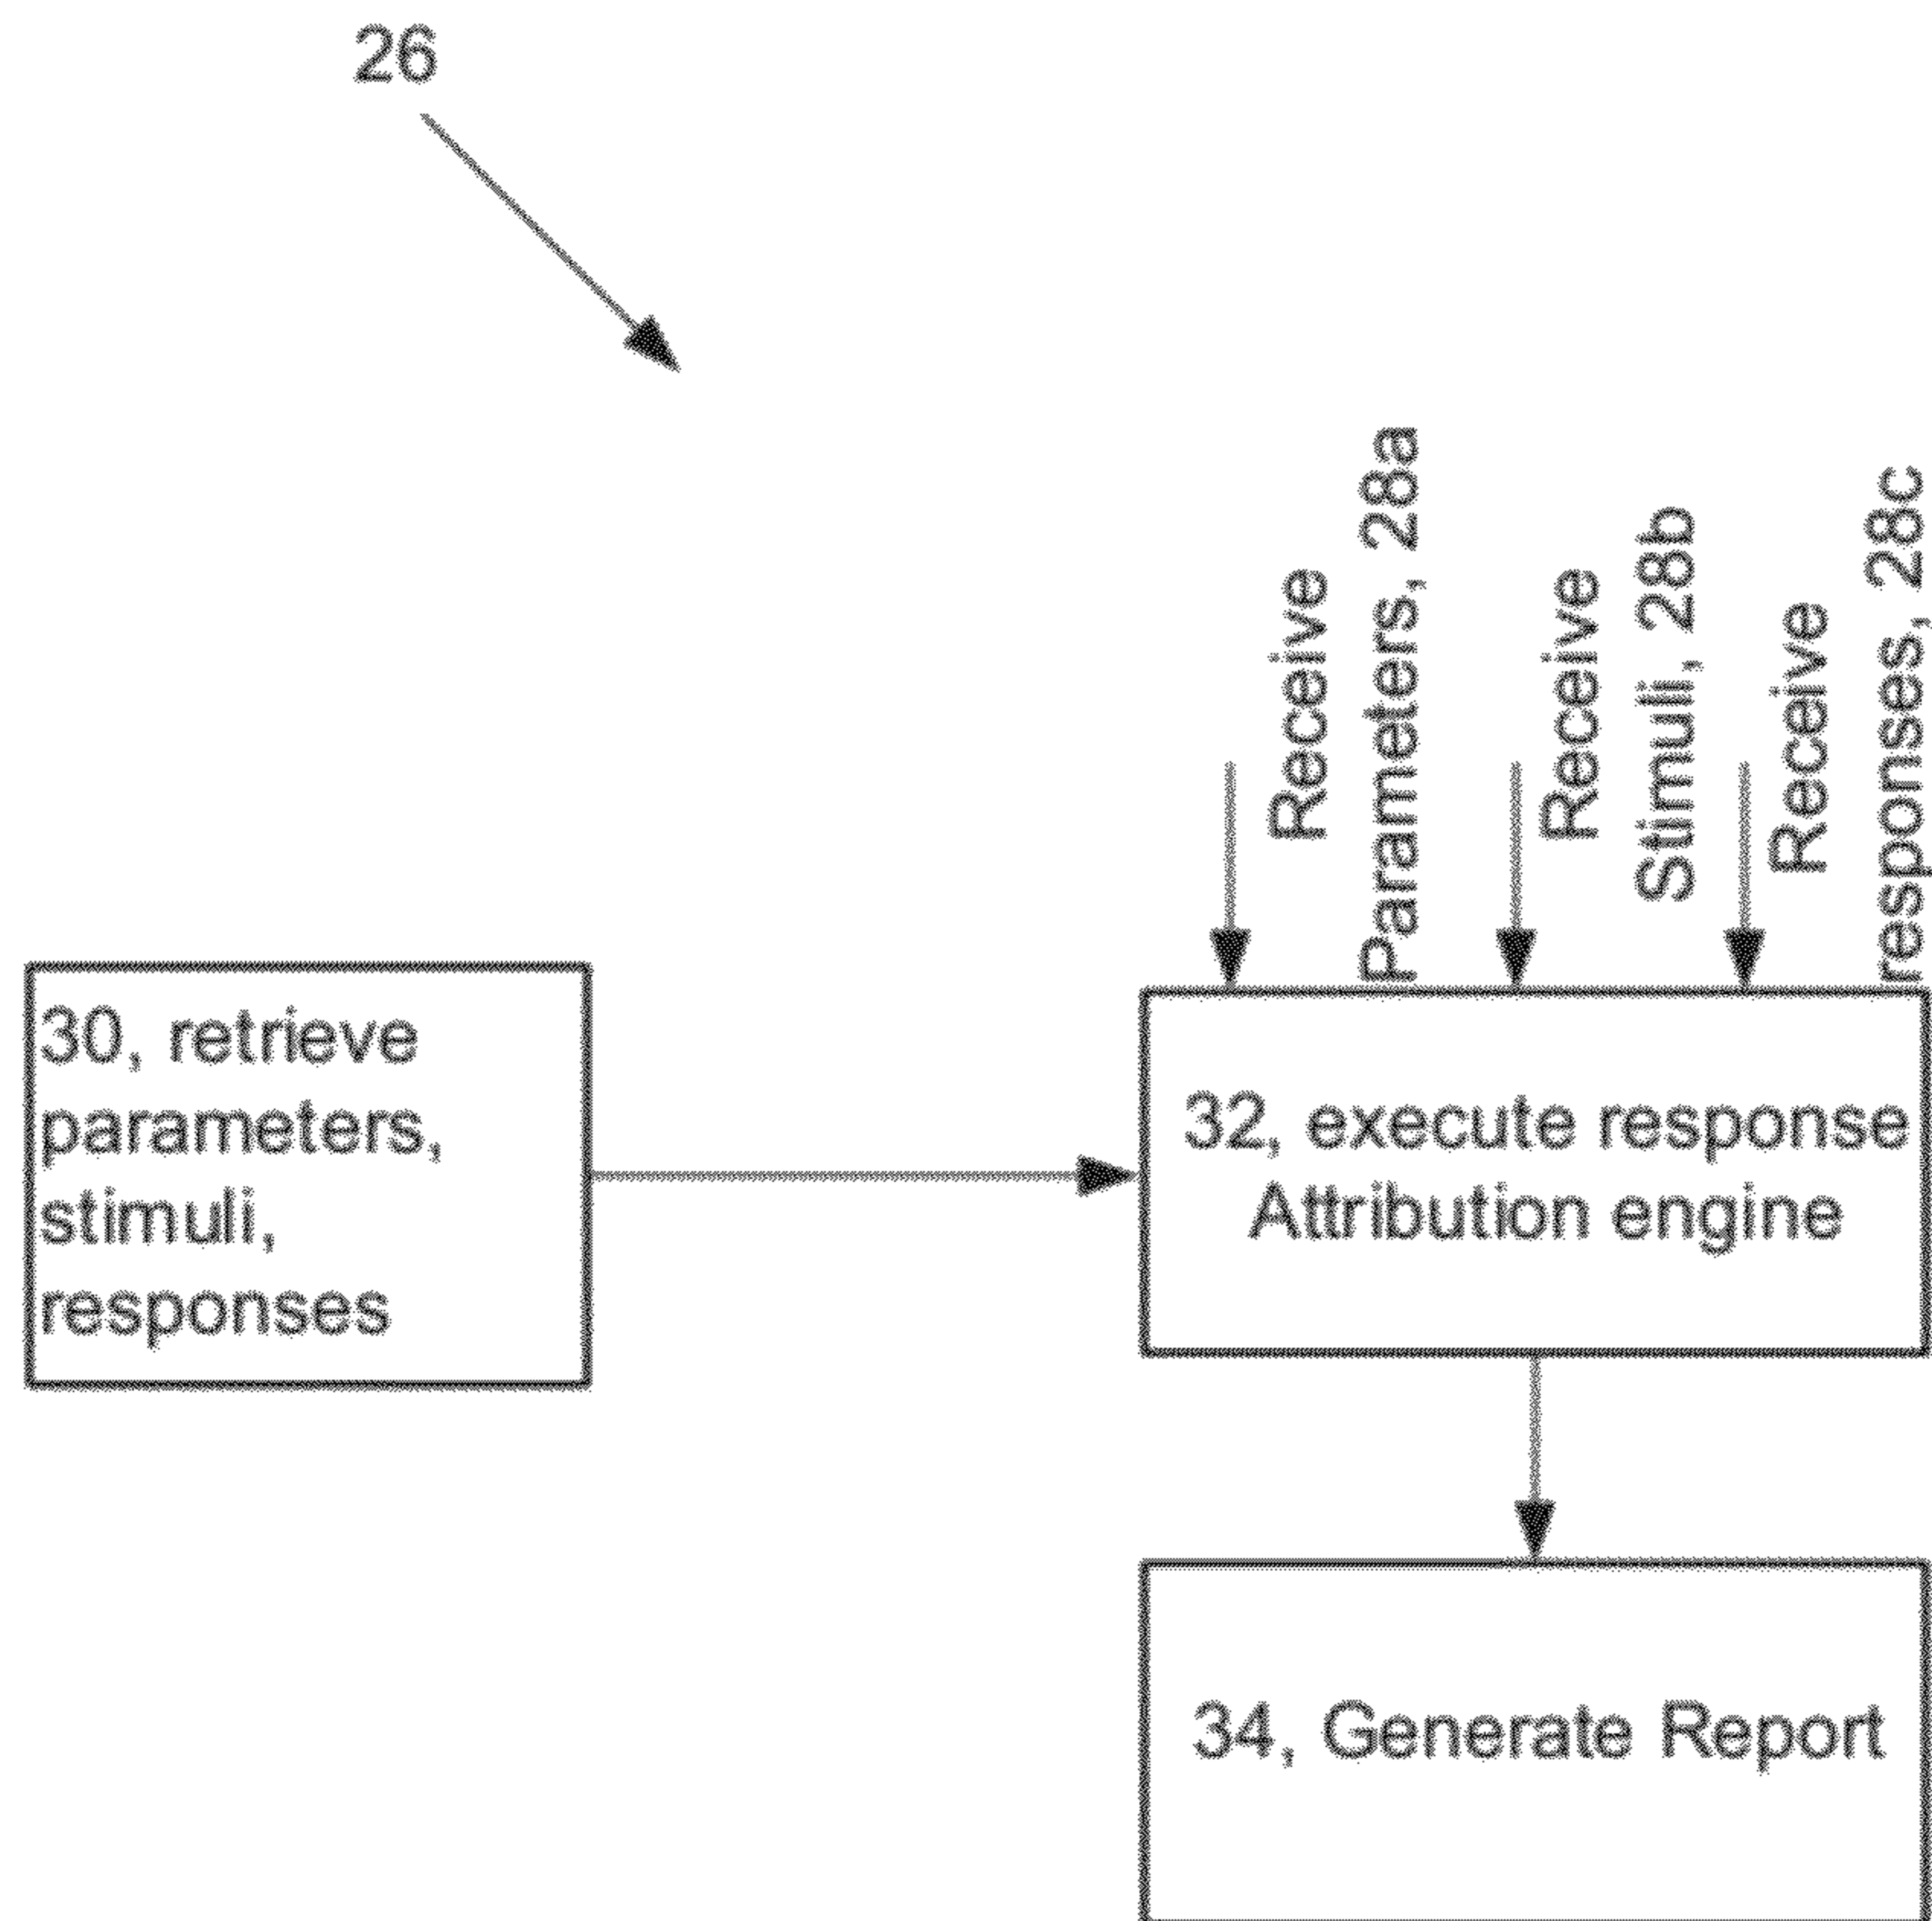 26
Receive
Parameters, 28a
Receive
Stimuli, 28b
Receive
responses, 28c
30, retrieve
parameters,
stimuli,
responses
32, execute response
Attribution engine
34, Generate Report